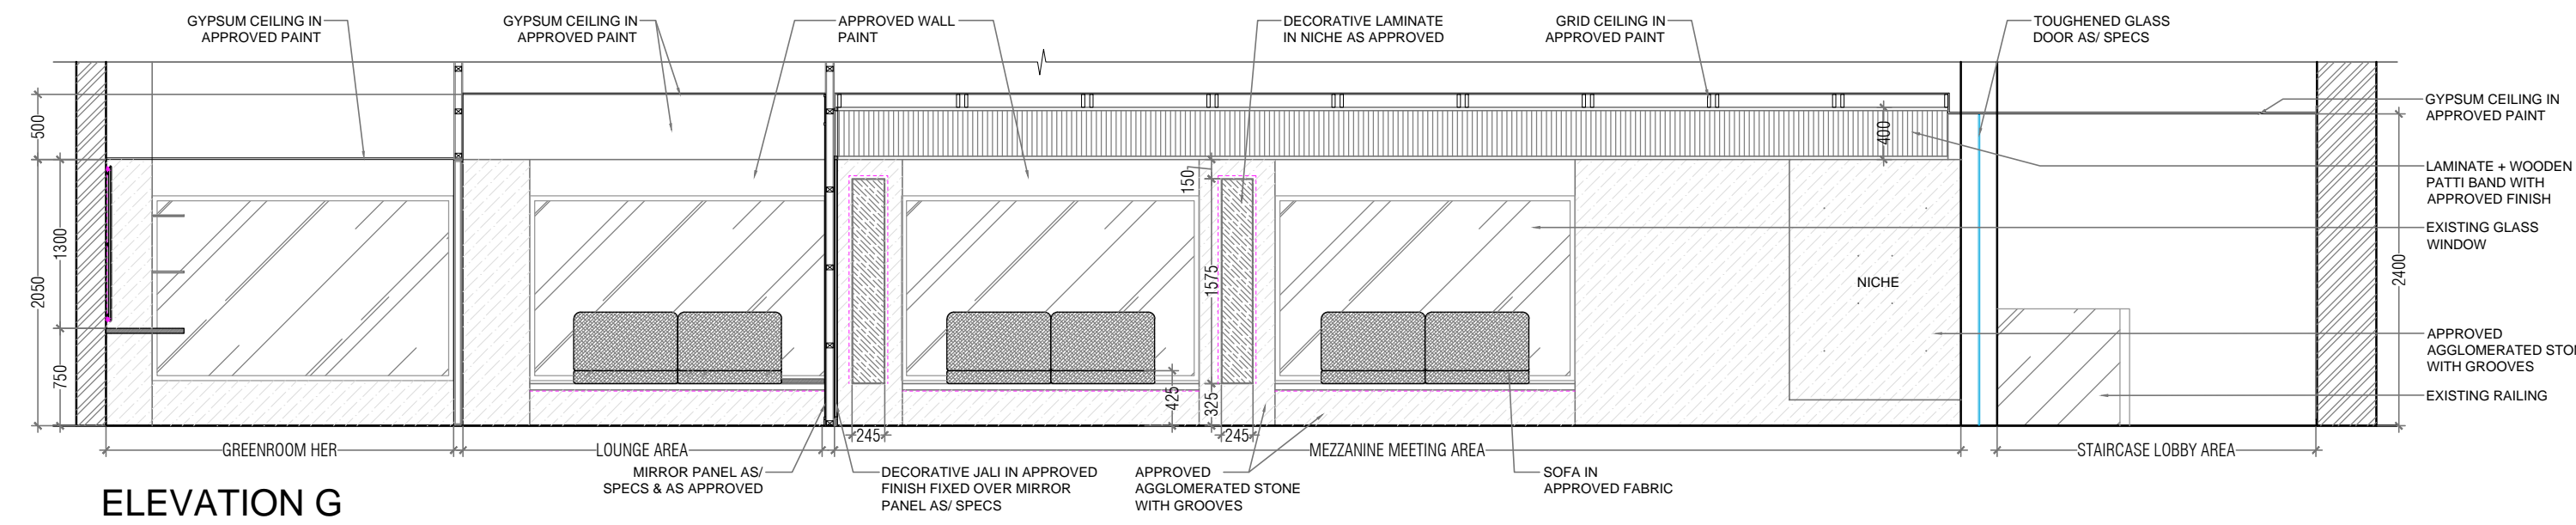 GYPSUM CEILING IN
APPROVED PAINT
GYPSUM CEILING IN
APPROVED PAINT
APPROVED WALL
PAINT
DECORATIVE LAMINATE
IN NICHE AS APPROVED
GRID CEILING IN
APPROVED PAINT
TOUGHENED GLASS
DOOR AS/ SPECS
GYPSUM CEILING IN
APPROVED PAINT
LAMINATE + WOODEN
PATTI BAND WITH
APPROVED FINISH
EXISTING GLASS
WINDOW
APPROVED
AGGLOMERATED STON
WITH GROOVES
EXISTING RAILING
500
2050
1300
750
150
1575
325
425
400
2400
NICHE
245
245
GREENROOM HER
LOUNGE AREA
MEZZANINE MEETING AREA
STAIRCASE LOBBY AREA
MIRROR PANEL AS/
SPECS & AS APPROVED
DECORATIVE JALI IN APPROVED
FINISH FIXED OVER MIRROR
PANEL AS/ SPECS
APPROVED
AGGLOMERATED STONE
WITH GROOVES
SOFA IN
APPROVED FABRIC
ELEVATION G